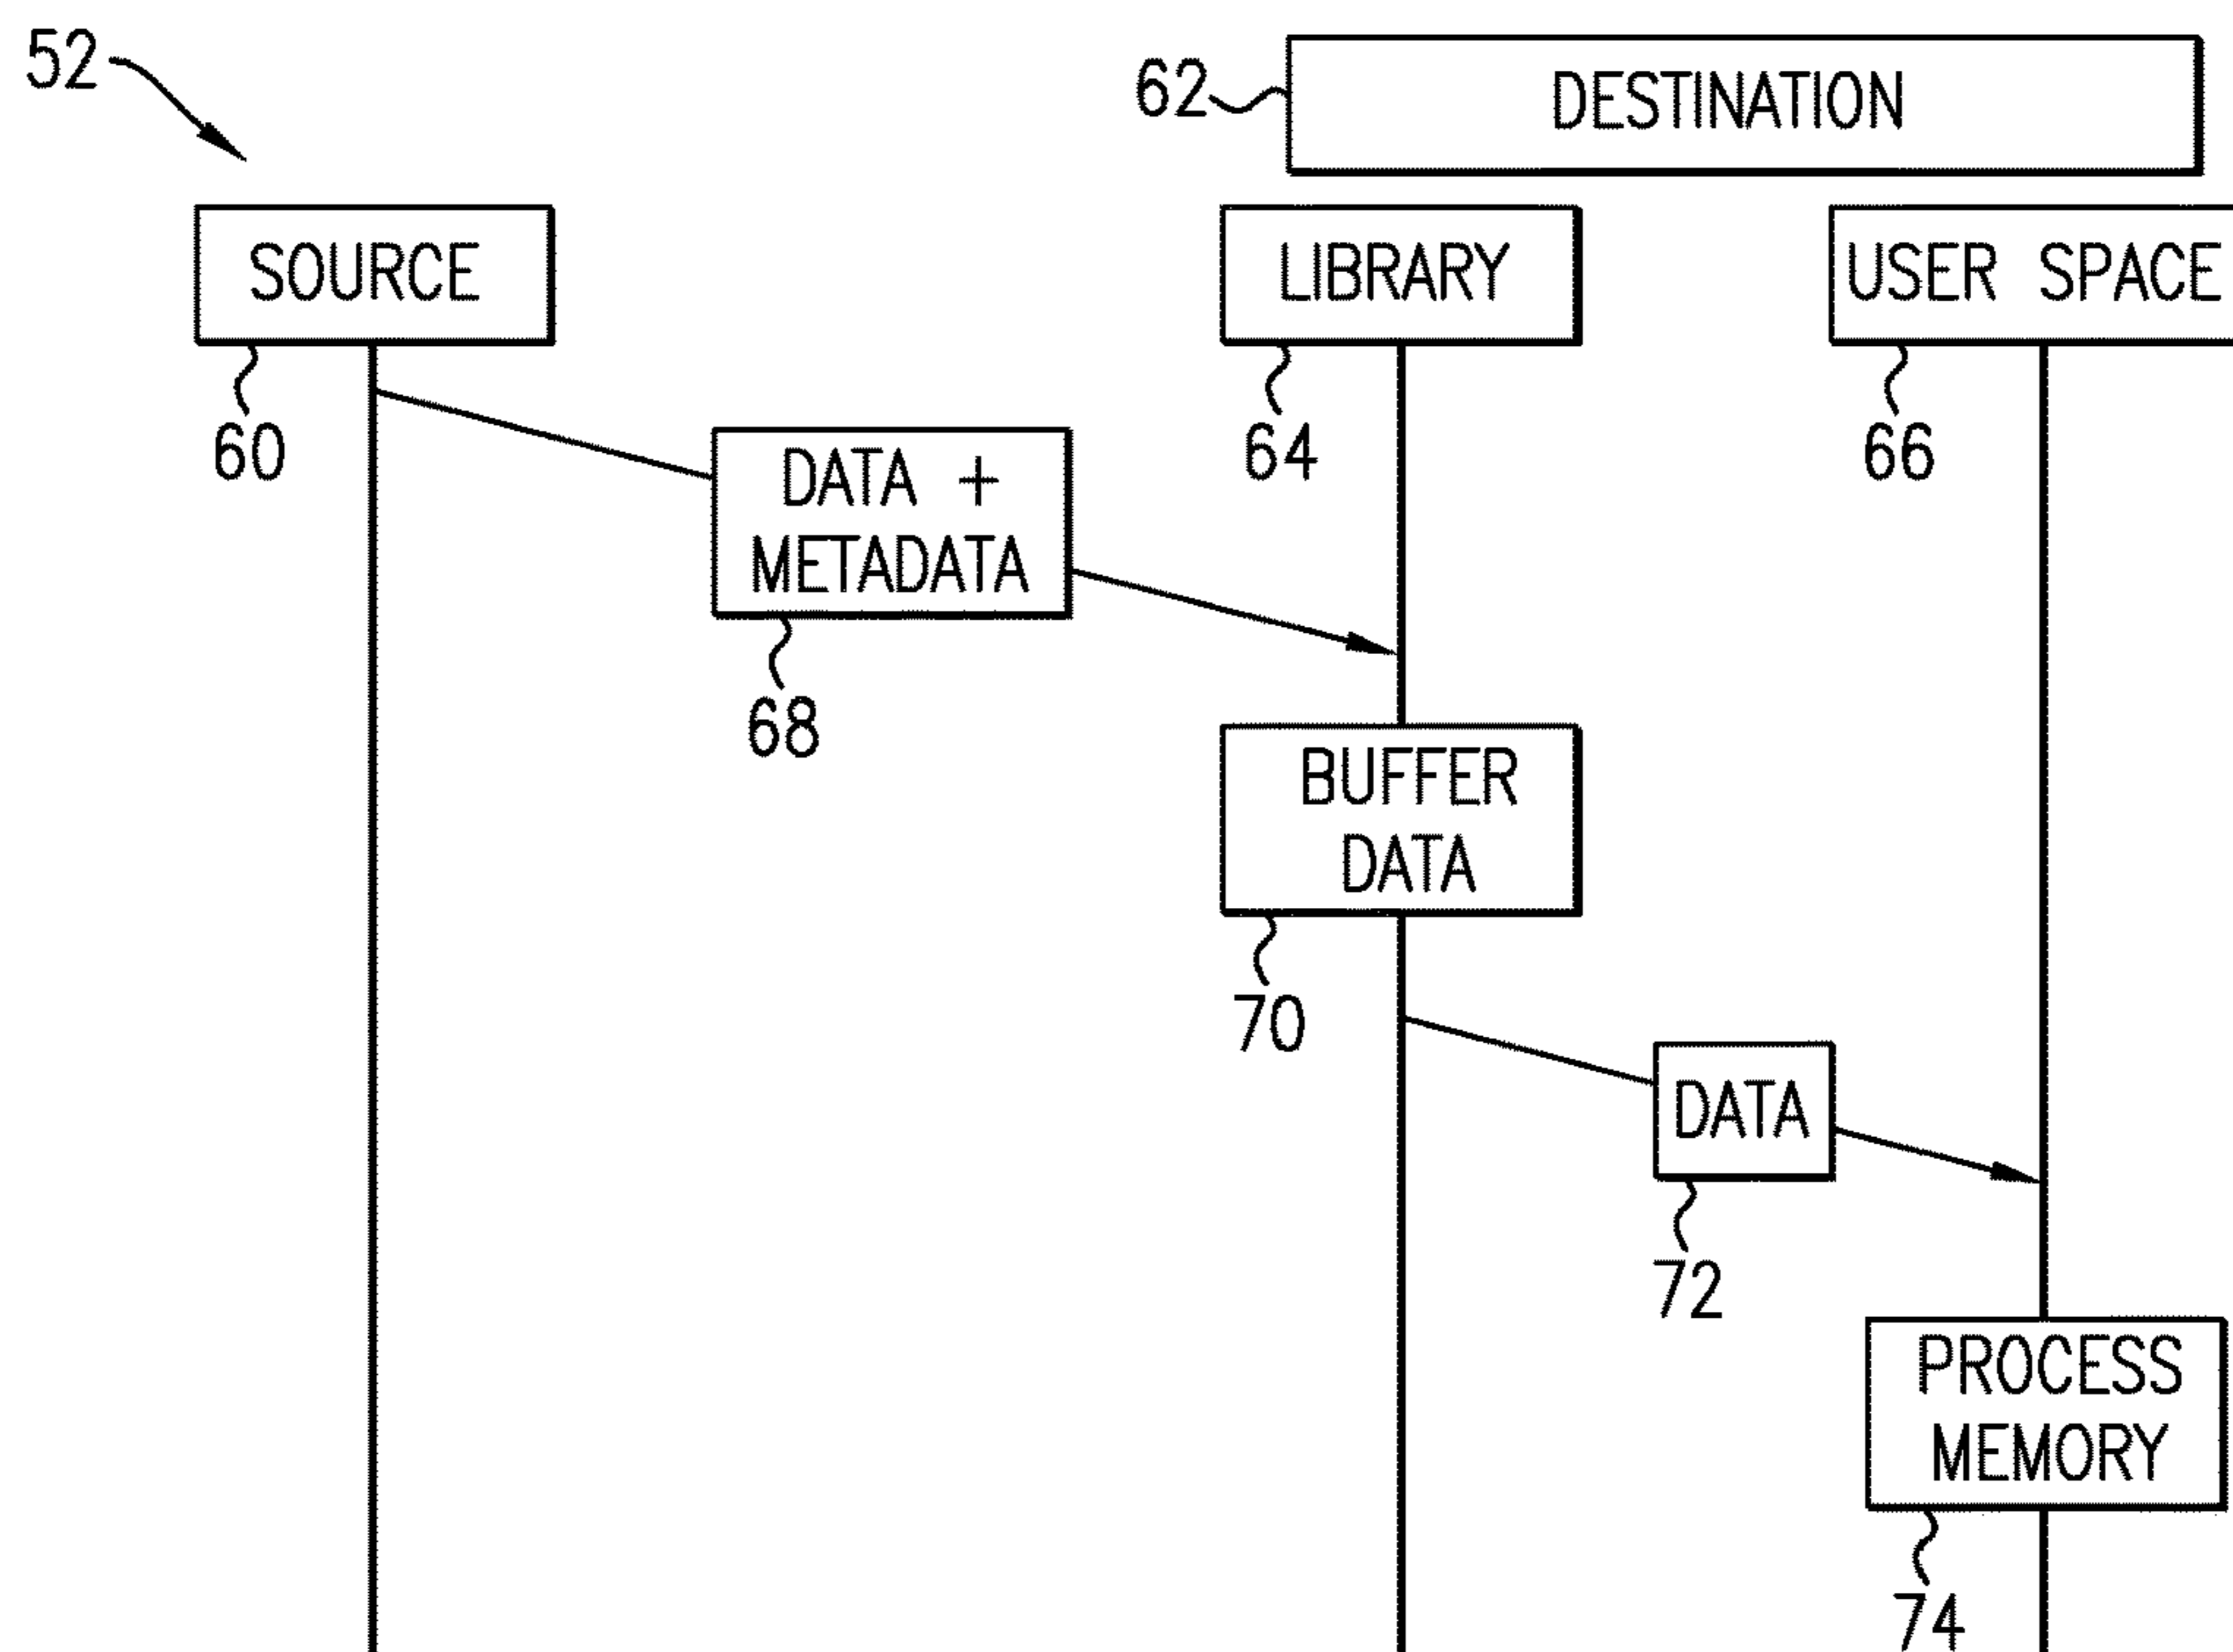 52
62
DESTINATION
SOURCE
LIBRARY
USER SPACE
60
64
66
DATA +
METADATA
68
BUFFER
DATA
70
DATA
72
PROCESS
MEMORY
74